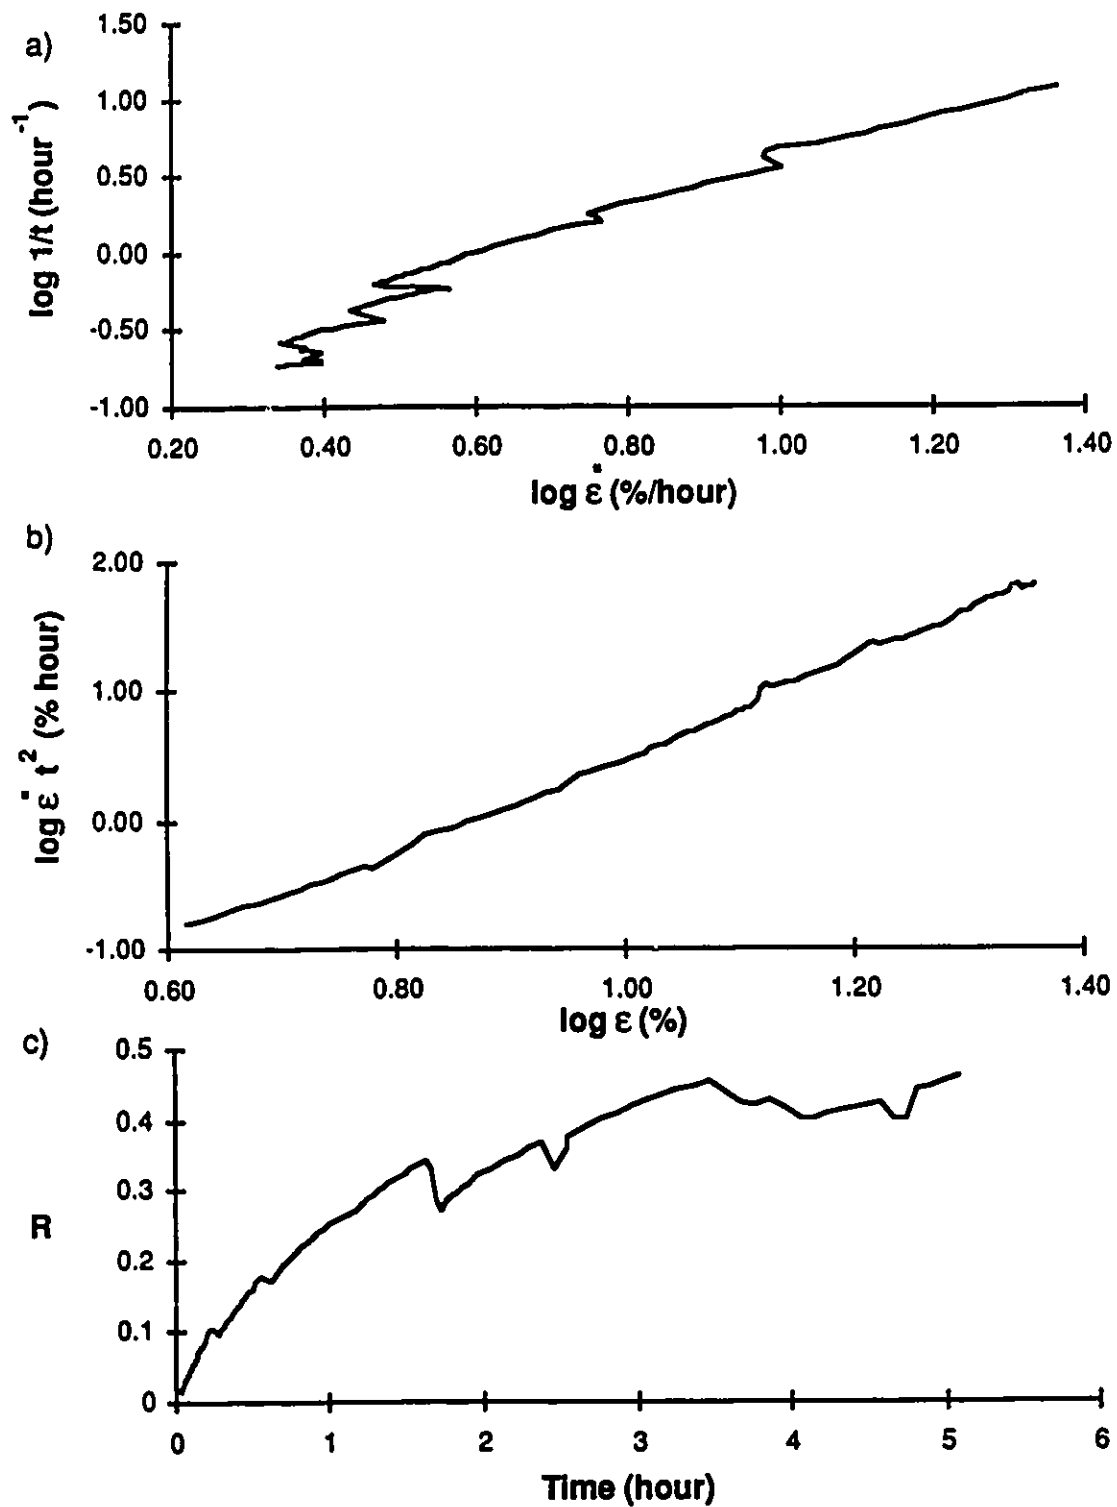 a)
log 1/t (hour⁻¹)
1.50
1.00
0.50
0.00
-0.50
-1.00
0.20 0.40 0.60 0.80 1.00 1.20 1.40
log ε̇ (%/hour)
b)
log ε̇ t² (% hour)
2.00
1.00
0.00
-1.00
0.60 0.80 1.00 1.20 1.40
log ε (%)
c)
R
0.5
0.4
0.3
0.2
0.1
0
0 1 2 3 4 5 6
Time (hour)